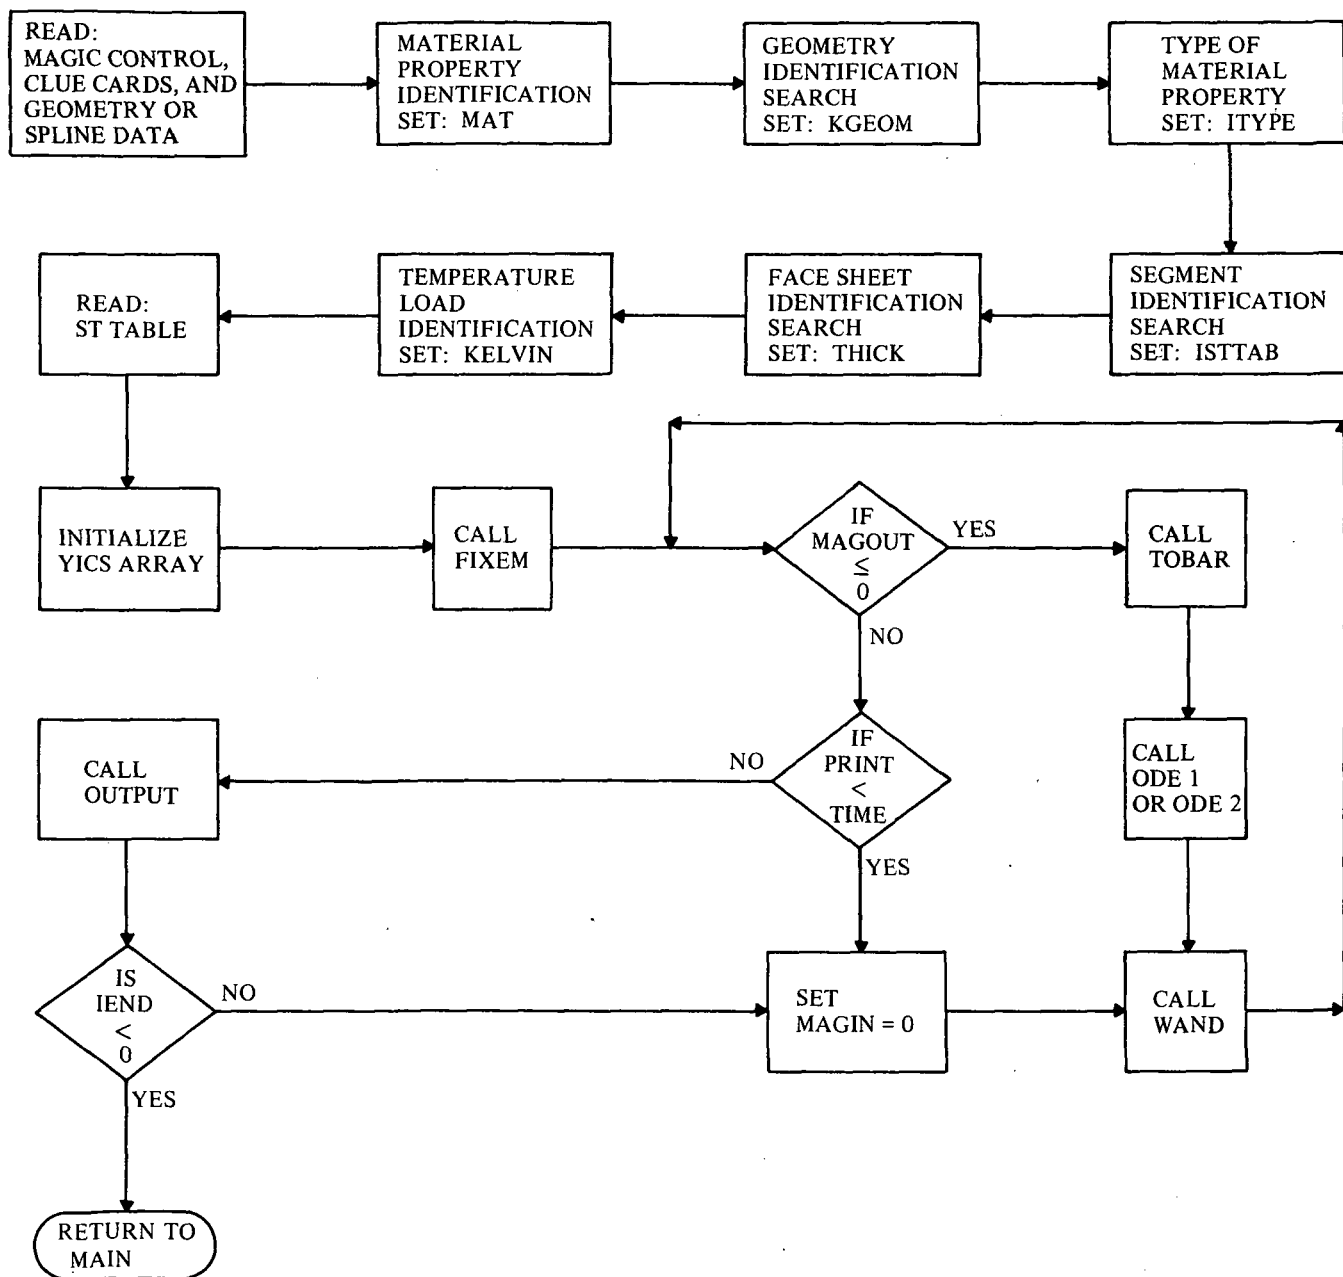 READ:
MAGIC CONTROL,
CLUE CARDS, AND
GEOMETRY OR
SPLINE DATA
MATERIAL
PROPERTY
IDENTIFICATION
SET: MAT
GEOMETRY
IDENTIFICATION
SEARCH
SET: KGEOM
TYPE OF
MATERIAL
PROPERTY
SET: ITYPE
SEGMENT
IDENTIFICATION
SEARCH
SET: ISTTAB
FACE SHEET
IDENTIFICATION
SEARCH
SET: THICK
TEMPERATURE
LOAD
IDENTIFICATION
SET: KELVIN
READ:
ST TABLE
INITIALIZE
YICS ARRAY
CALL
FIXEM
IF
MAGOUT
≤
0
YES
NO
CALL
TOBAR
CALL
ODE 1
OR ODE 2
IF
PRINT
<
TIME
NO
YES
CALL
OUTPUT
IS
IEND
<
0
NO
YES
SET
MAGIN = 0
CALL
WAND
RETURN TO
MAIN